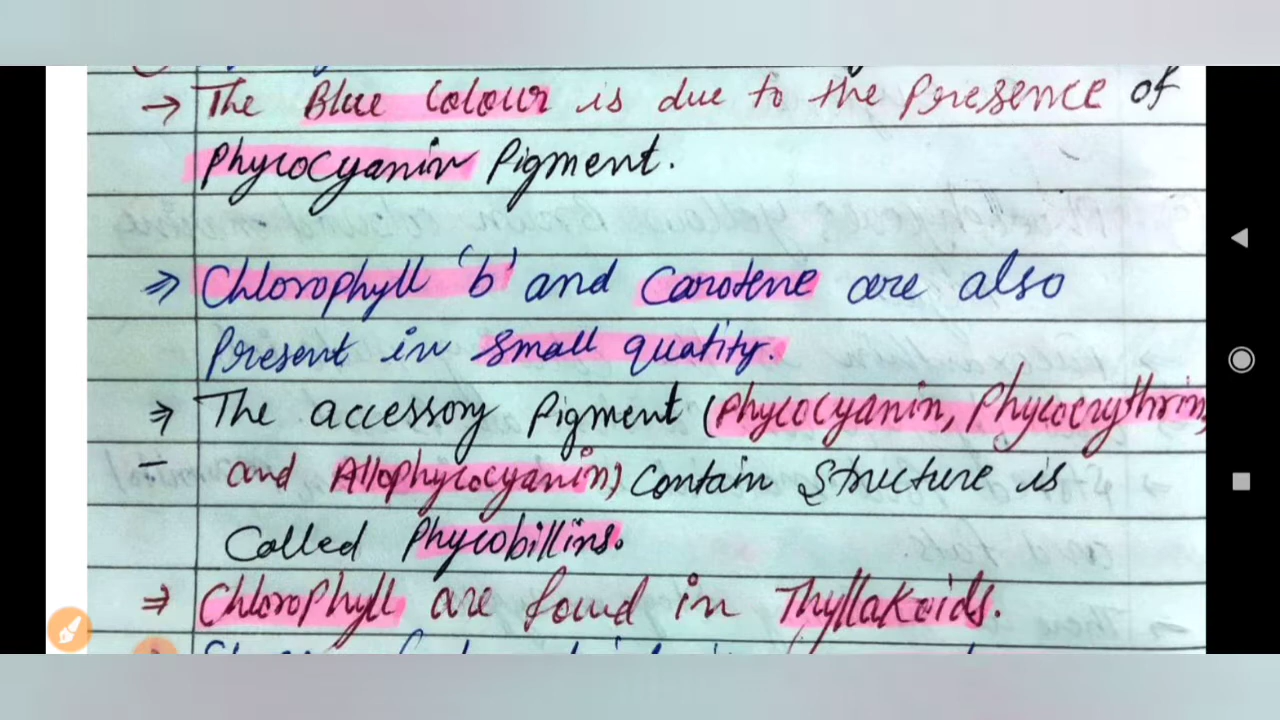 → The Blue Colour is due to the Presence of
Phycocyanin Pigment.
⇒ Chlorophyll 'b' and Carotene are also
Present in small quatity.
⇒ The accessory Pigment (Phycocyanin, Phycocrythrin,
and Allophycocyanin) Contain Structure is
Called Phycobillins.
⇒ Chlorophyll are found in Thyllakoids.